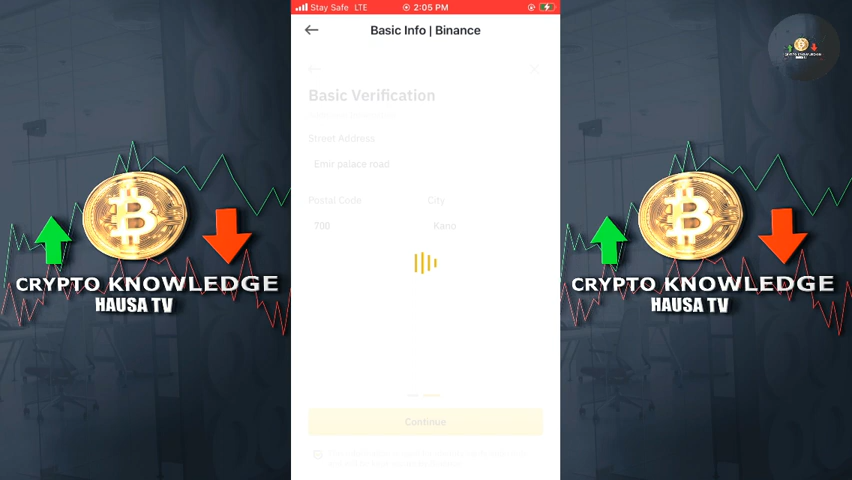 Stay Safe LTE 2:05 PM
Basic Info | Binance
Basic Verification
Street Address
Emir palace road
Postal Code City
700 Kano
Continue
CRYPTO KNOWLEDGE
HAUSA TV
CRYPTO KNOWLEDGE
HAUSA TV